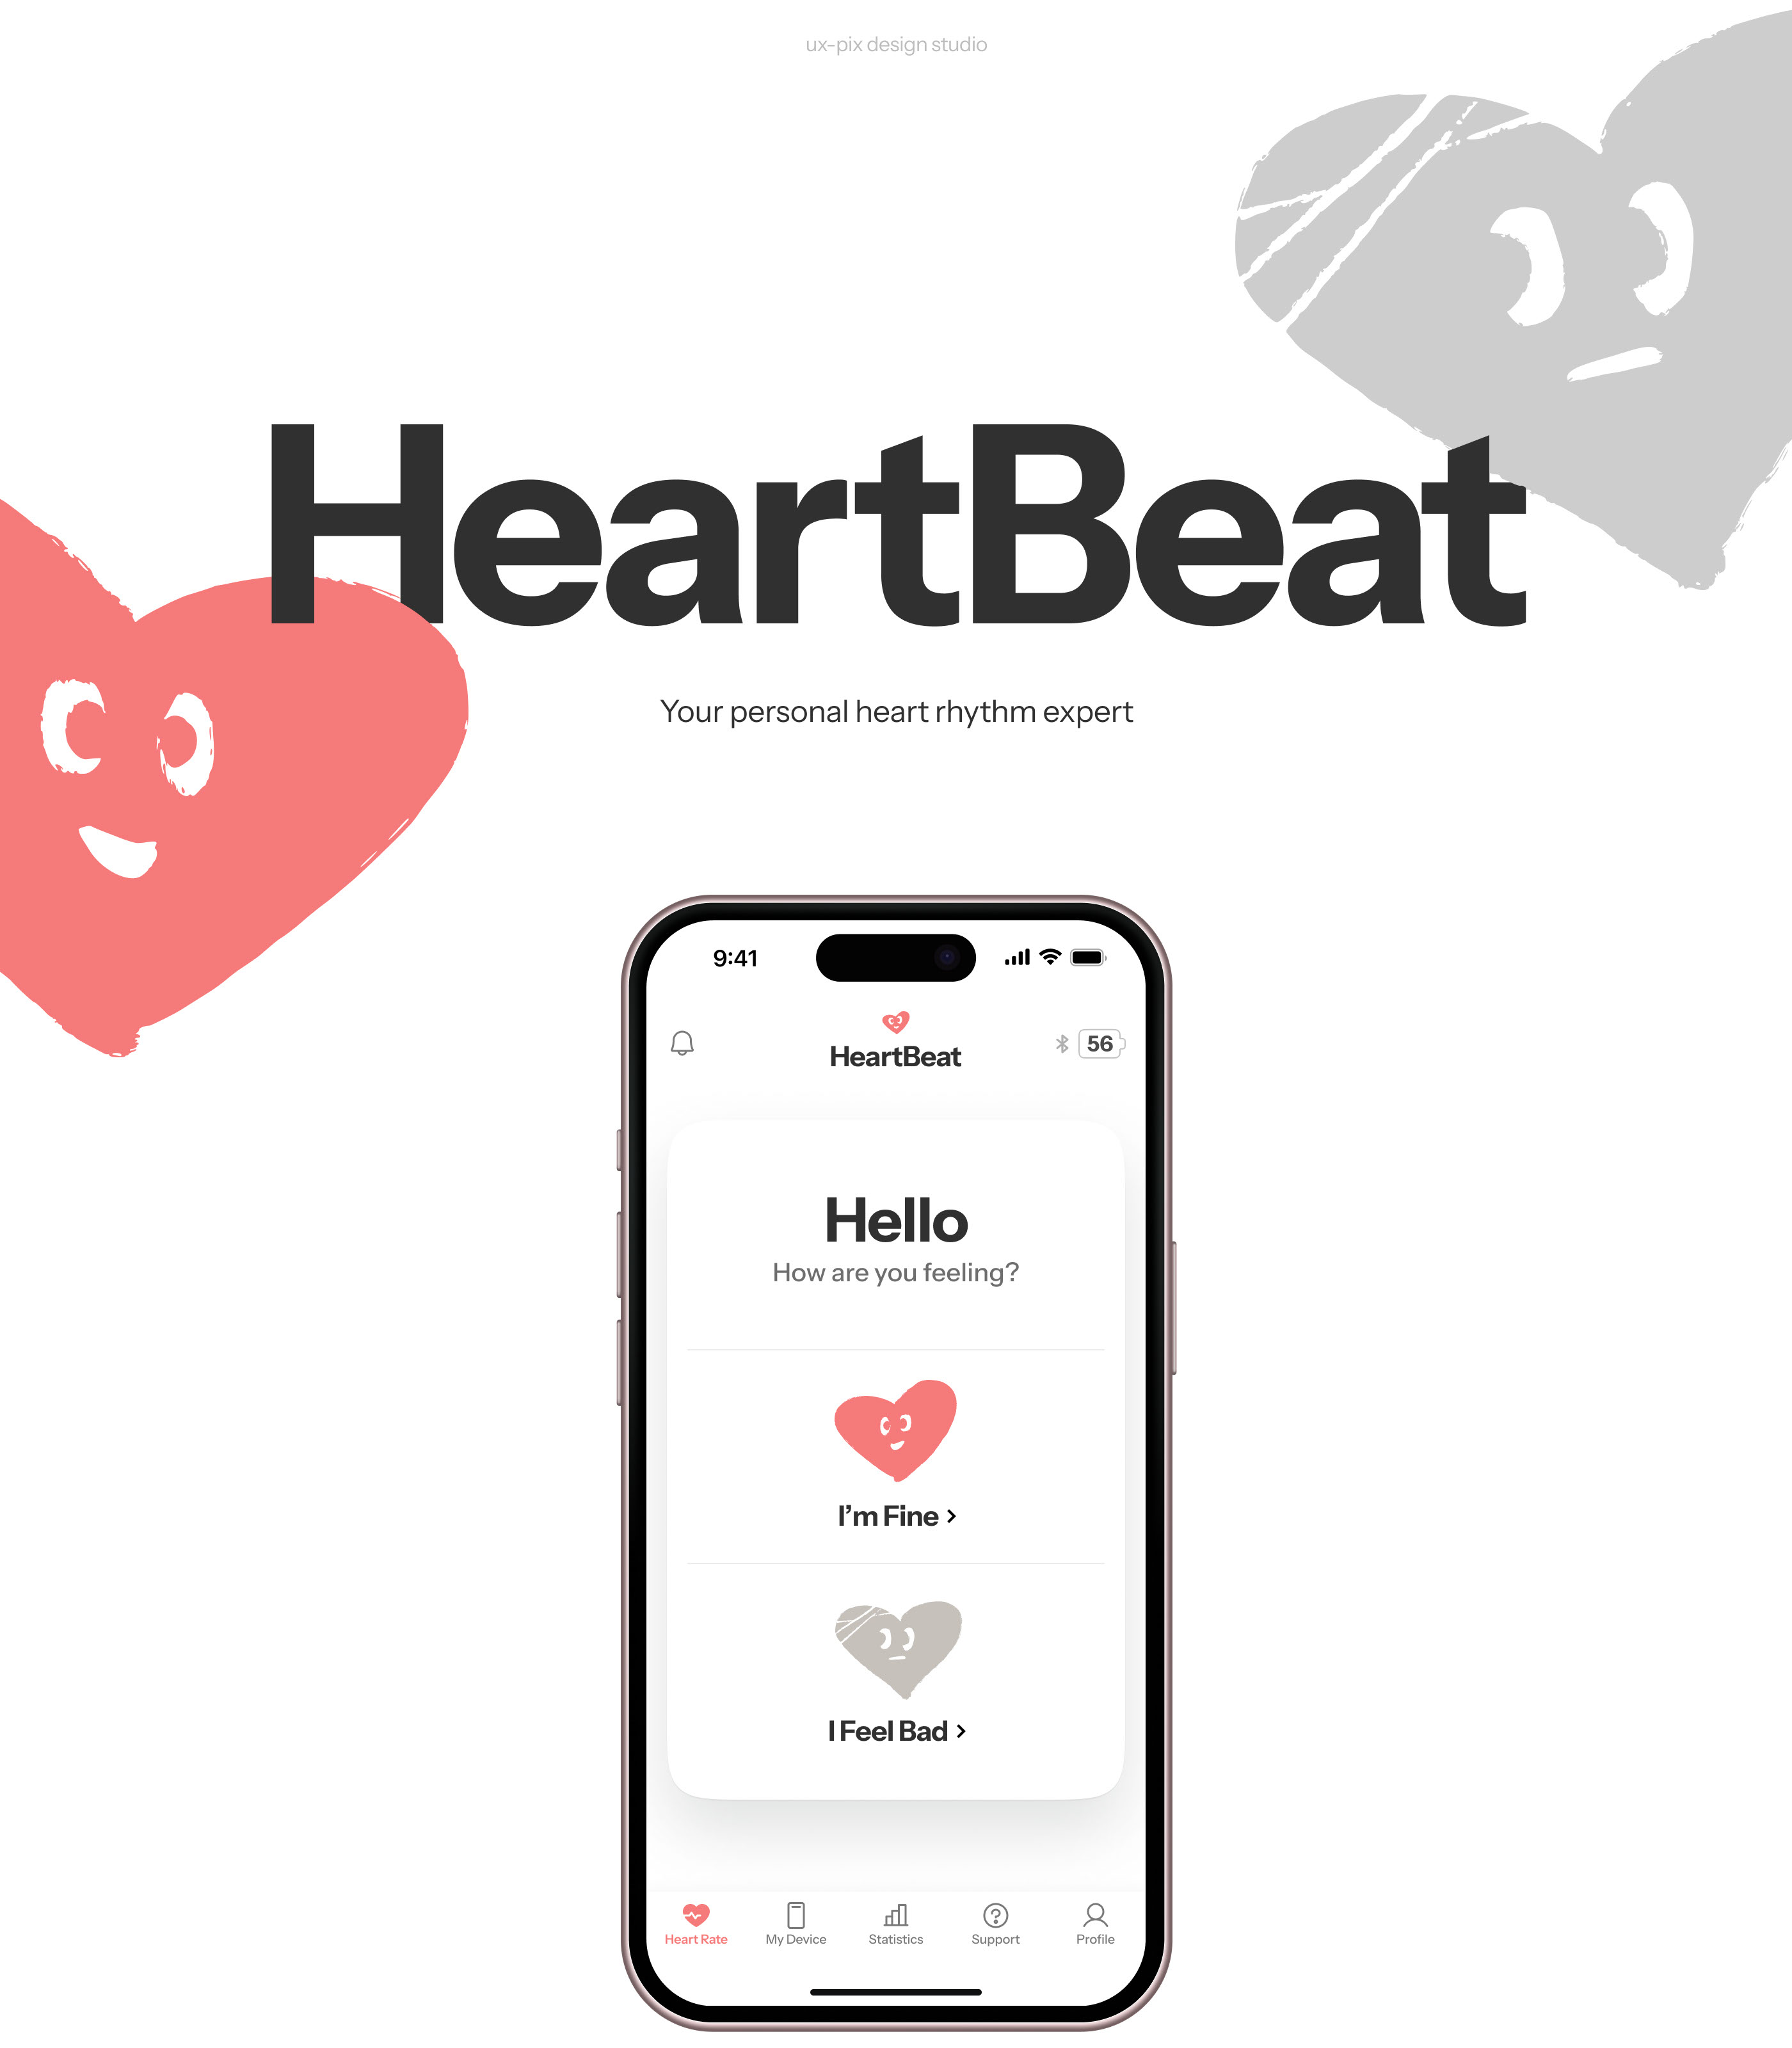 ux-pix design studio
HeartBeat
Your personal heart rhythm expert
9:41
HeartBeat
56
Hello
How are you feeling?
I’m Fine
I Feel Bad
Heart Rate
My Device
Statistics
Support
Profile